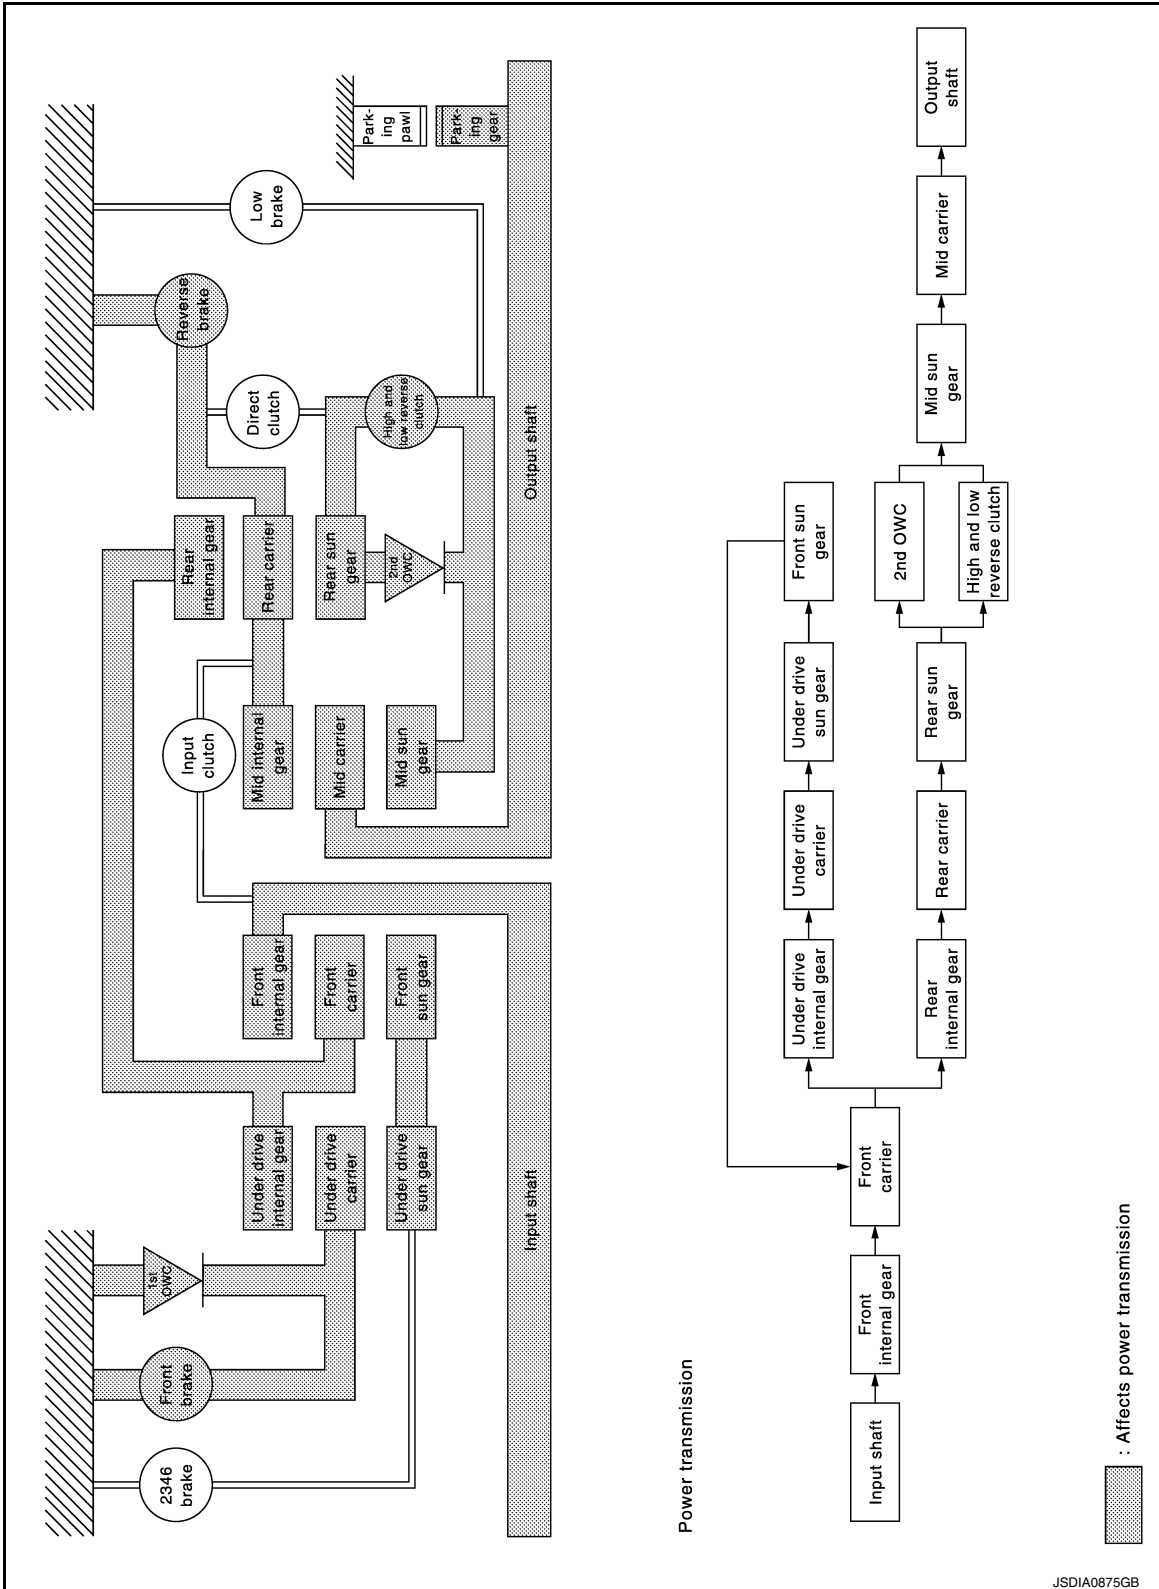 2346
brake
Front
brake
1st
OWC
Under drive
internal gear
Under drive
carrier
Under drive
sun gear
Front
internal gear
Front
carrier
Front
sun gear
Input shaft
Input
clutch
Mid internal
gear
Mid carrier
Mid sun
gear
Rear
internal gear
Rear carrier
Rear sun
gear
2nd
OWC
Direct
clutch
High and
low reverse
clutch
Reverse
brake
Low
brake
Park-
ing
pawl
Park-
ing
gear
Output shaft
Power transmission
Input shaft
Front
internal gear
Front
carrier
Under drive
internal gear
Under drive
carrier
Under drive
sun gear
Front sun
gear
Rear
internal gear
Rear carrier
Rear sun
gear
2nd OWC
High and low
reverse clutch
Mid sun
gear
Mid carrier
Output
shaft
: Affects power transmission
JSDIA0875GB